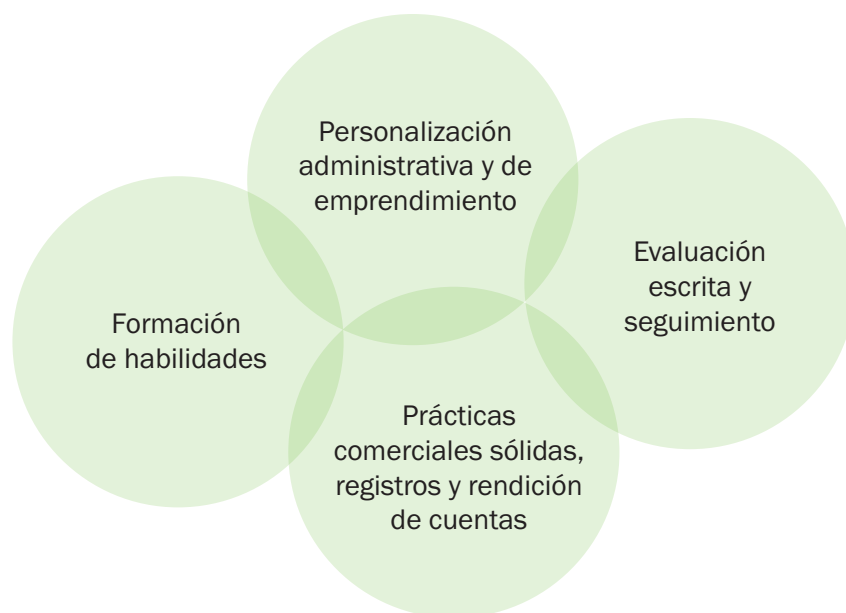 Personalización
administrativa y de
emprendimiento
Evaluación
escrita y
seguimiento
Formación
de habilidades
Prácticas
comerciales sólidas,
registros y rendición
de cuentas